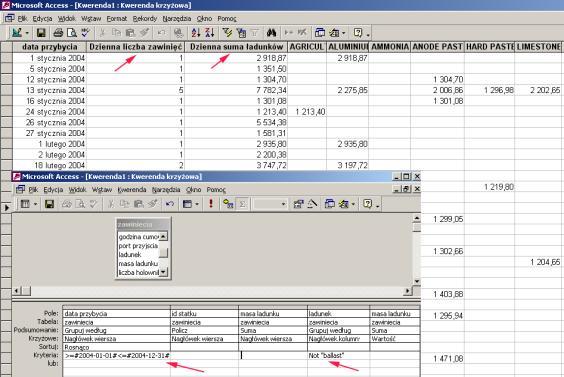 Microsoft Access - [Kwerenda1 : Kwerenda krzyżowa]
Plik Edycja Widok Wstaw Format Rekordy Narzędzia Okno Pomoc
data przybycia Dzienna liczba zawinięć Dzienna suma ładunków AGRICUL ALUMINIUI AMMONIA ANODE PAST HARD PASTE LIMESTONE
1 stycznia 2004 1 2 918,87 2 918,87
5 stycznia 2004 1 1 351,50
12 stycznia 2004 1 1 304,70 1 304,70
13 stycznia 2004 5 7 782,34 2 275,85 2 006,86 1 296,98 2 202,65
16 stycznia 2004 1 1 301,08 1 301,08
24 stycznia 2004 1 1 213,40 1 213,40
26 stycznia 2004 1 5 534,38
27 stycznia 2004 1 1 581,31
1 lutego 2004 1 2 935,80 2 935,80
2 lutego 2004 1 2 200,38
18 lutego 2004 2 3 747,72 3 197,72
1 219,80
1 299,05
1 302,66
1 204,65
1 403,88
1 295,94
1 471,08
Microsoft Access - [Kwerenda1 : Kwerenda krzyżowa]
Plik Edycja Widok Wstaw Kwerenda Narzędzia Okno Pomoc
zawiniecia
godzina cumo
port przyjscia
ladunek
masa ladunku
liczba holowni
Pole: data przybycia id statku masa ladunku ladunek masa ladunku
Tabela: zawiniecia zawiniecia zawiniecia zawiniecia zawiniecia
Podsumowanie: Grupuj według Policz Suma Grupuj według Suma
Krzyżowe: Nagłówek wiersza Nagłówek wiersza Nagłówek wiersza Nagłówek kolumn Wartość
Sortuj: Rosnąco
Kryteria: >=#2004-01-01#<=#2004-12-31# Not "ballast"
lub: